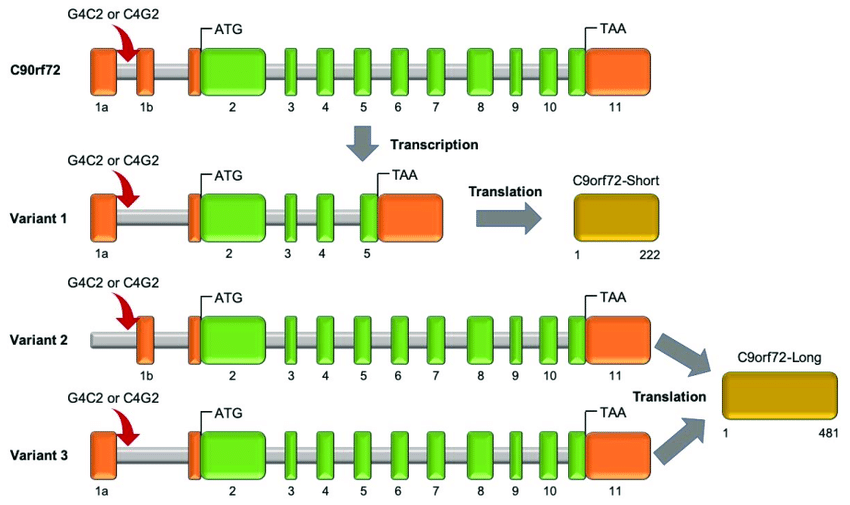 G4C2 or C4G2
ATG
TAA
C90rf72
1a 1b 2 3 4 5 6 7 8 9 10 11
Transcription
G4C2 or C4G2
ATG
TAA
Translation
C9orf72-Short
Variant 1
1a 2 3 4 5
1 222
G4C2 or C4G2
ATG
TAA
Variant 2
1b 2 3 4 5 6 7 8 9 10 11
C9orf72-Long
Translation
1 481
G4C2 or C4G2
ATG
TAA
Variant 3
1a 2 3 4 5 6 7 8 9 10 11